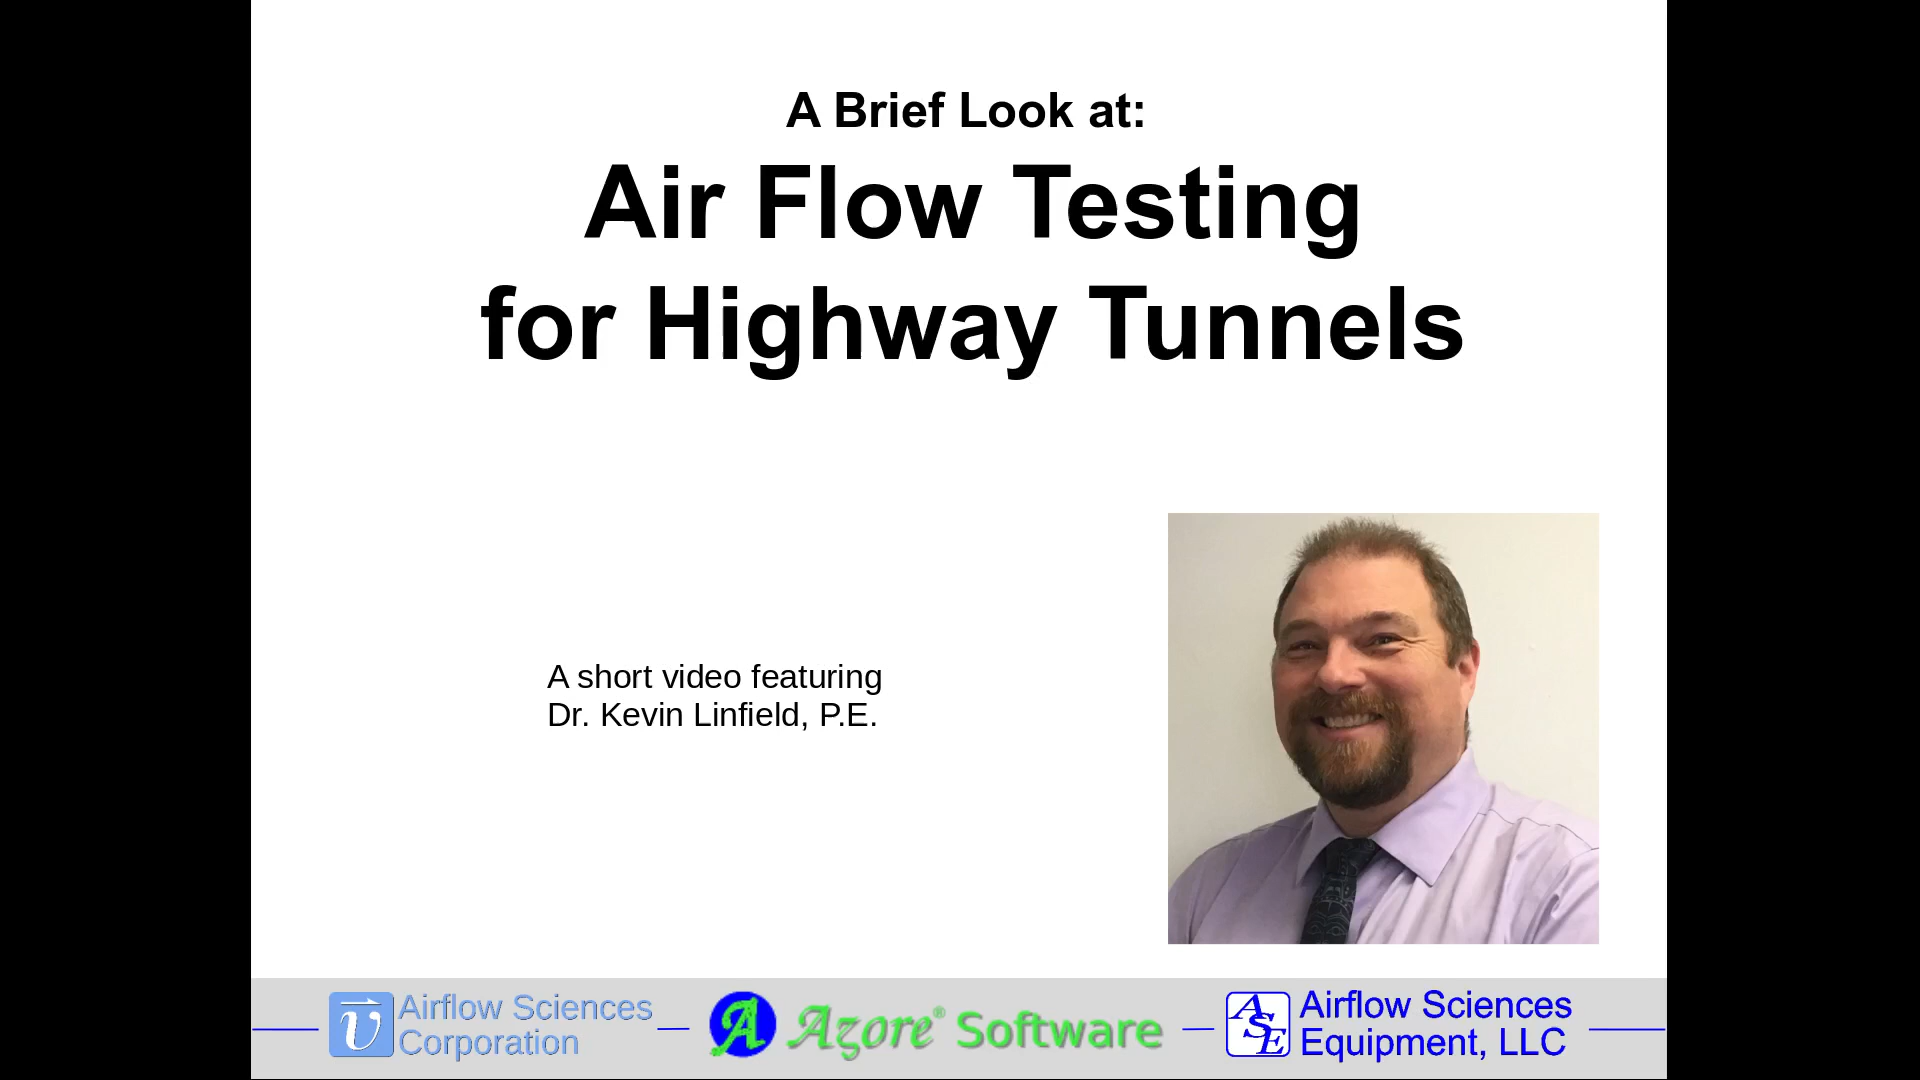 A Brief Look at:
Air Flow Testing
for Highway Tunnels
A short video featuring
Dr. Kevin Linfield, P.E.
Airflow Sciences
Corporation
A Azore® Software
ASE
Airflow Sciences
Equipment, LLC